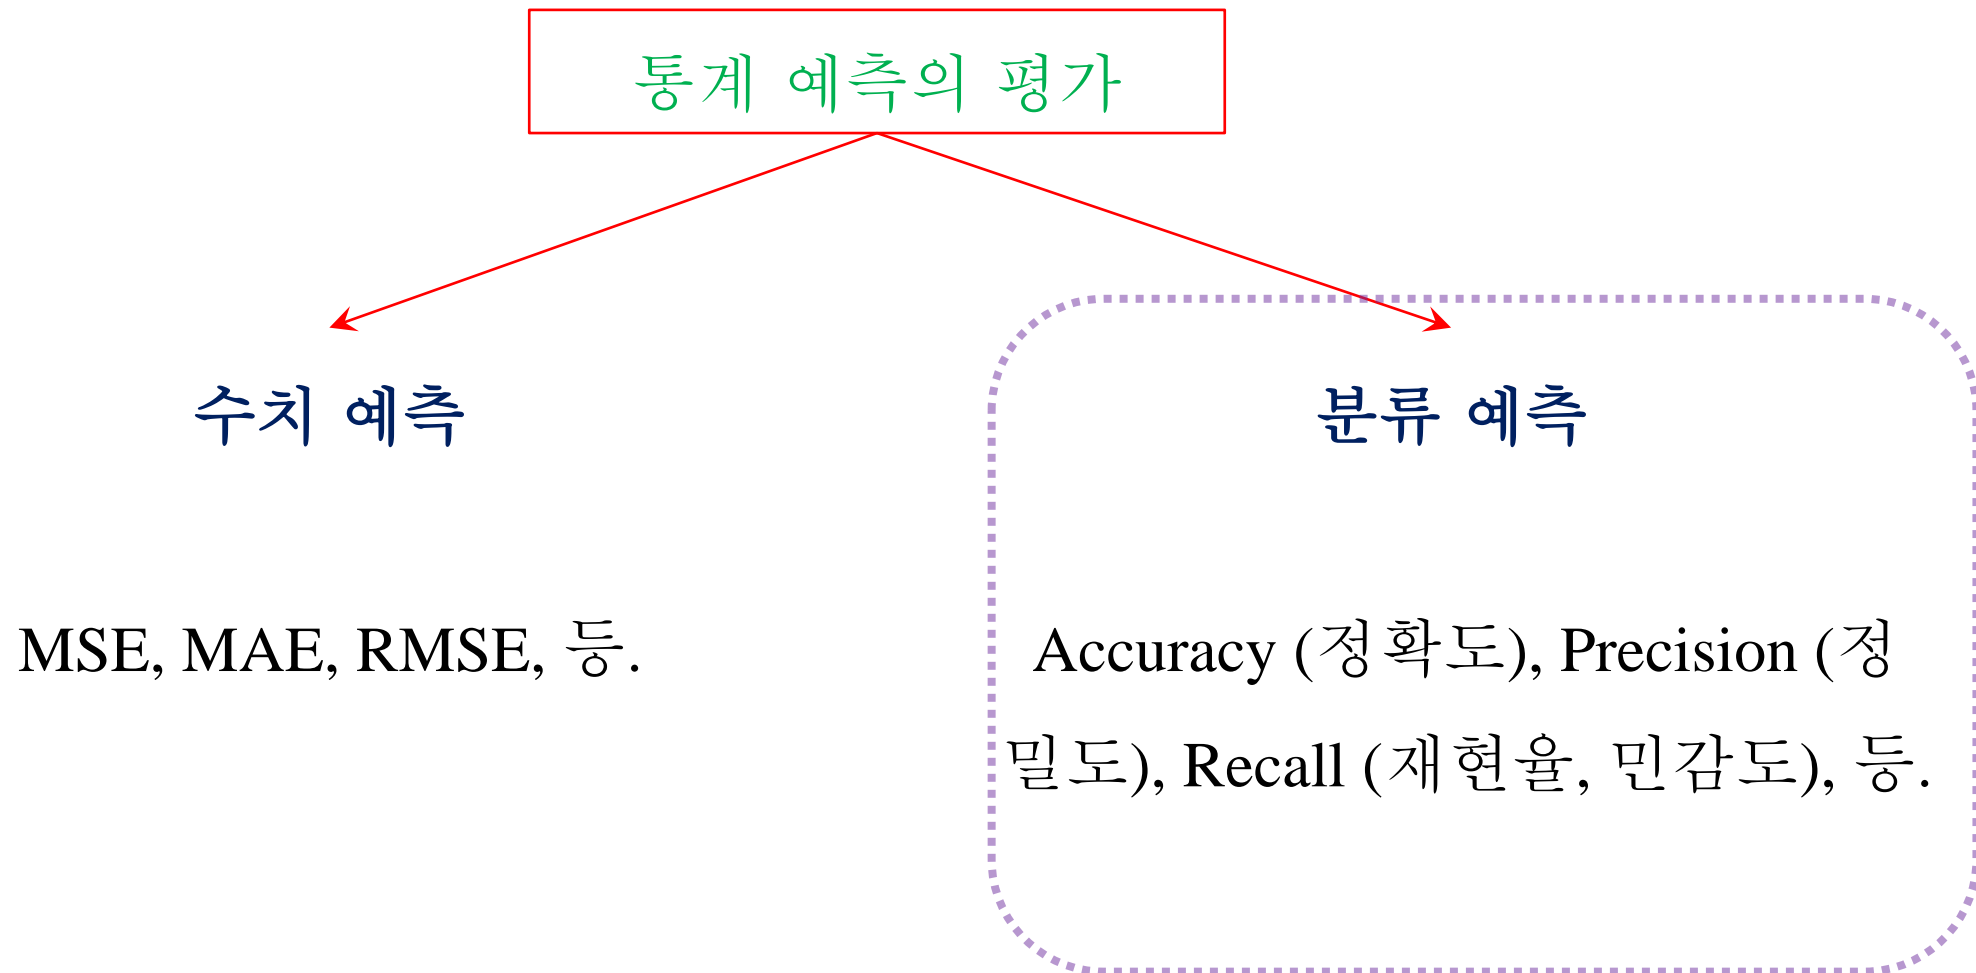 통계 예측의 평가
수치 예측
분류 예측
MSE, MAE, RMSE, 등.
Accuracy (정확도), Precision (정
밀도), Recall (재현율, 민감도), 등.